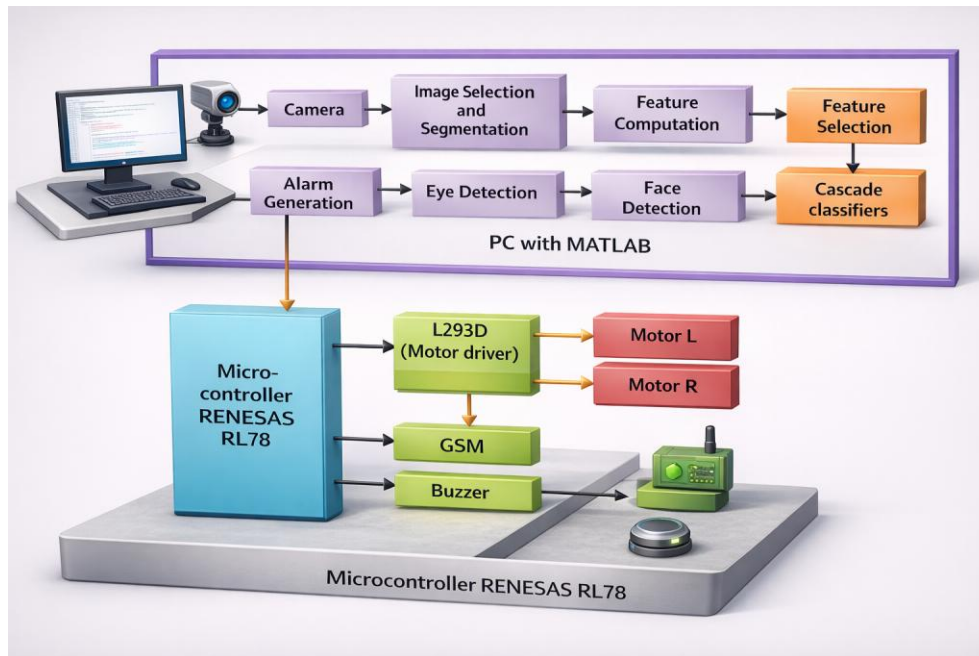 Camera
Image Selection
and
Segmentation
Feature
Computation
Feature
Selection
Alarm
Generation
Eye Detection
Face
Detection
Cascade
classifiers
PC with MATLAB
Micro-
controller
RENESAS
RL78
L293D
(Motor driver)
Motor L
Motor R
GSM
Buzzer
Microcontroller RENESAS RL78